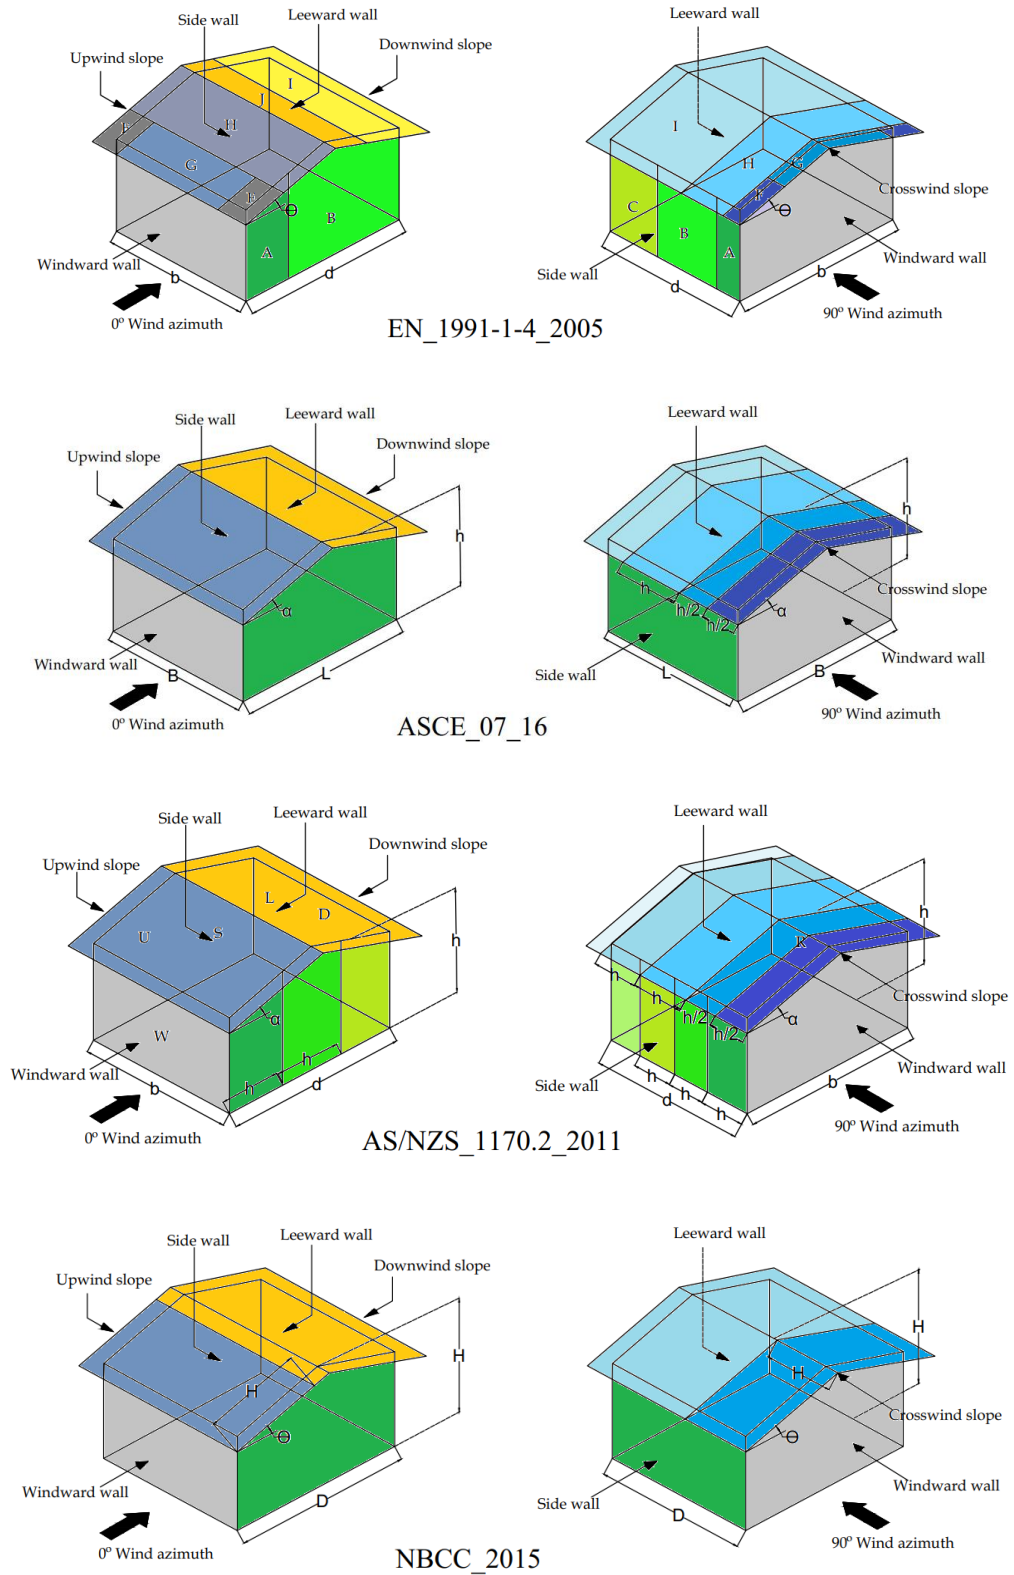 Side wall
Leeward wall
Upwind slope
Downwind slope
I
J
H
F
G
F
Θ
B
A
Windward wall
b
d
0º Wind azimuth
Leeward wall
I
H
G
F
C
B
A
Θ
Crosswind slope
Side wall
Windward wall
d
b
90º Wind azimuth
EN_1991-1-4_2005
Side wall
Leeward wall
Upwind slope
Downwind slope
h
α
Windward wall
B
L
0º Wind azimuth
Leeward wall
h
h
h/2
h/2
α
Crosswind slope
Side wall
Windward wall
L
B
90º Wind azimuth
ASCE_07_16
Side wall
Leeward wall
Upwind slope
Downwind slope
L
D
U
S
h
α
W
Windward wall
h
h
b
d
0º Wind azimuth
Leeward wall
h
R
h
h
h/2
h/2
α
Crosswind slope
Side wall
Windward wall
h
h
h
d
b
90º Wind azimuth
AS/NZS_1170.2_2011
Side wall
Leeward wall
Upwind slope
Downwind slope
H
H
Θ
Windward wall
D
0º Wind azimuth
Leeward wall
H
H
Θ
Crosswind slope
Side wall
Windward wall
D
90º Wind azimuth
NBCC_2015